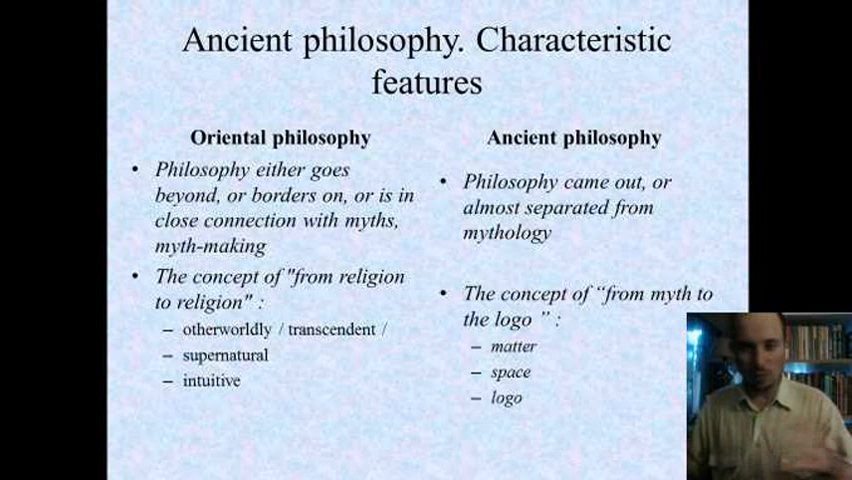 Ancient philosophy. Characteristic
features
Oriental philosophy
• Philosophy either goes
beyond, or borders on, or is in
close connection with myths,
myth-making
• The concept of "from religion
to religion" :
– otherworldly / transcendent /
– supernatural
– intuitive
Ancient philosophy
• Philosophy came out, or
almost separated from
mythology
• The concept of “from myth to
the logo ” :
– matter
– space
– logo